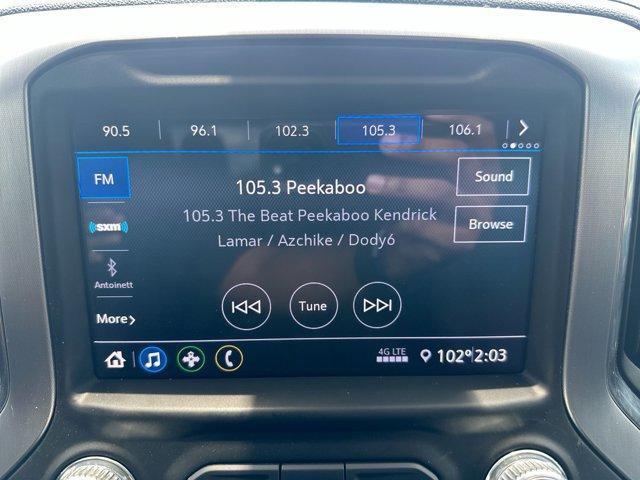 90.5 96.1 102.3 105.3 106.1
FM
105.3 Peekaboo
Sound
sxm
105.3 The Beat Peekaboo Kendrick
Browse
Lamar / Azchike / Dody6
Antoinett
Tune
More
4G LTE
102° 2:03